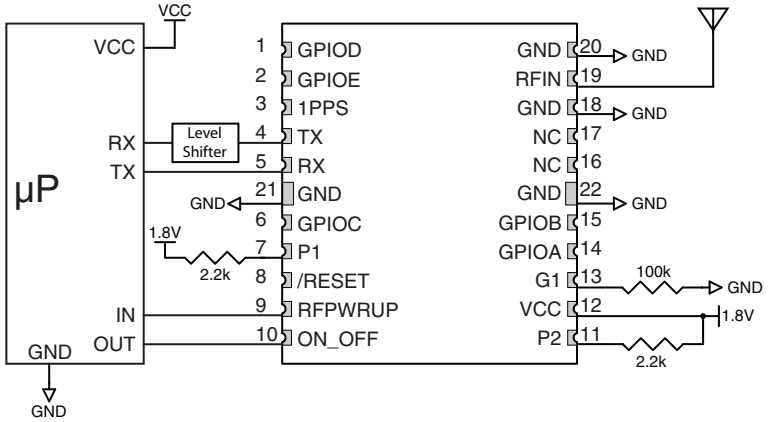 VCC
VCC
RX
Level
Shifter
TX
µP
IN
OUT
GND
GND
1 GPIOD
2 GPIOE
3 1PPS
4 TX
5 RX
GND 21 GND
6 GPIOC
1.8V
7 P1
2.2k
8 /RESET
9 RFPWRUP
10 ON_OFF
GND 20 GND
RFIN 19
GND 18 GND
NC 17
NC 16
GND 22 GND
GPIOB 15
GPIOA 14
G1 13 100k GND
VCC 12 1.8V
P2 11
2.2k